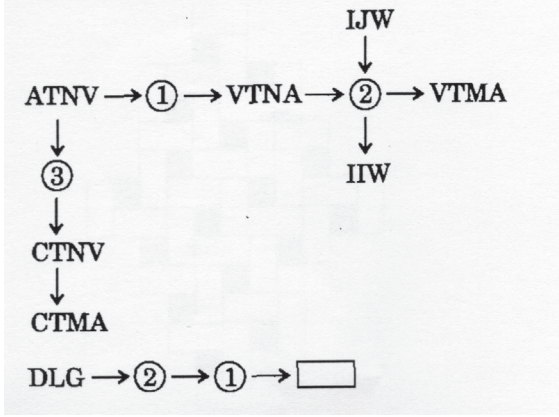 IJW
ATNV → ① → VTNA → ② → VTMA
IIW
③
CTNV
CTMA
DLG → ② → ① →